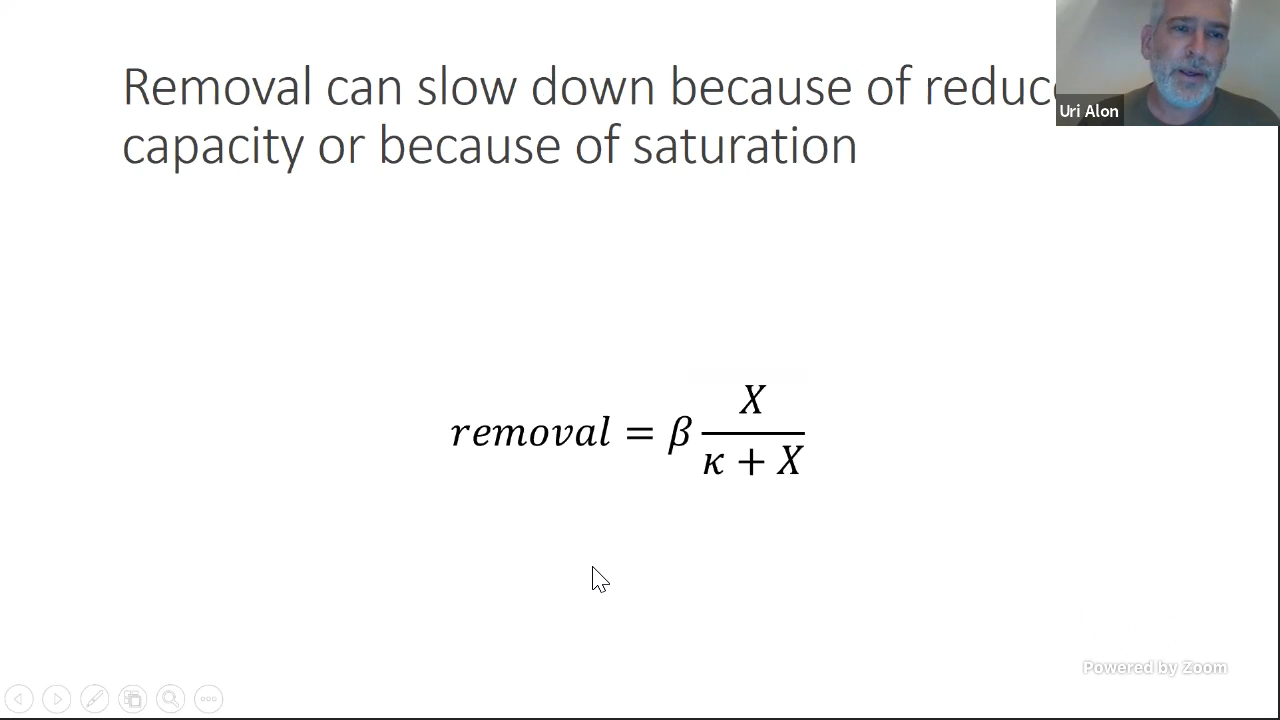 Removal can slow down because of reduc
capacity or because of saturation
Uri Alon
removal = β X / (κ + X)
Powered by Zoom